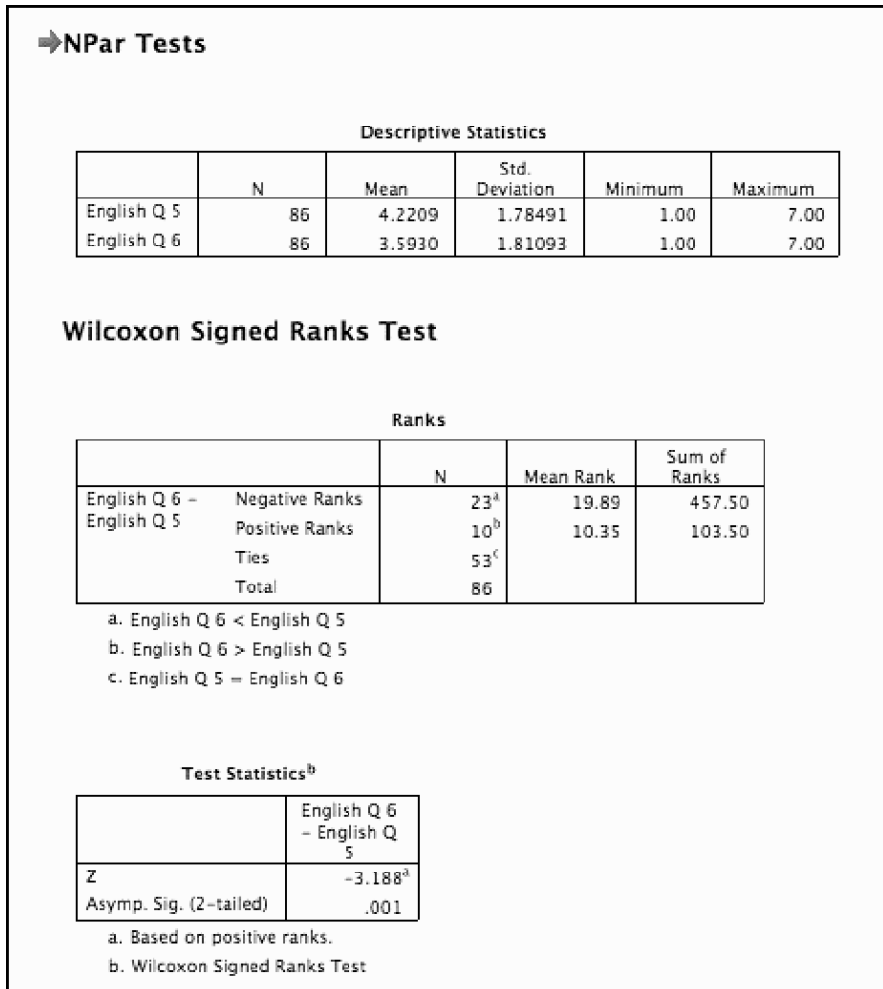 NPar Tests
Descriptive Statistics
N Mean Std. Deviation Minimum Maximum
English Q 5 86 4.2209 1.78491 1.00 7.00
English Q 6 86 3.5930 1.81093 1.00 7.00
Wilcoxon Signed Ranks Test
Ranks
N Mean Rank Sum of Ranks
English Q 6 – English Q 5 Negative Ranks 23a 19.89 457.50
Positive Ranks 10b 10.35 103.50
Ties 53c
Total 86
a. English Q 6 < English Q 5
b. English Q 6 > English Q 5
c. English Q 5 = English Q 6
Test Statisticsb
English Q 6
– English Q
5
Z -3.188a
Asymp. Sig. (2-tailed) .001
a. Based on positive ranks.
b. Wilcoxon Signed Ranks Test